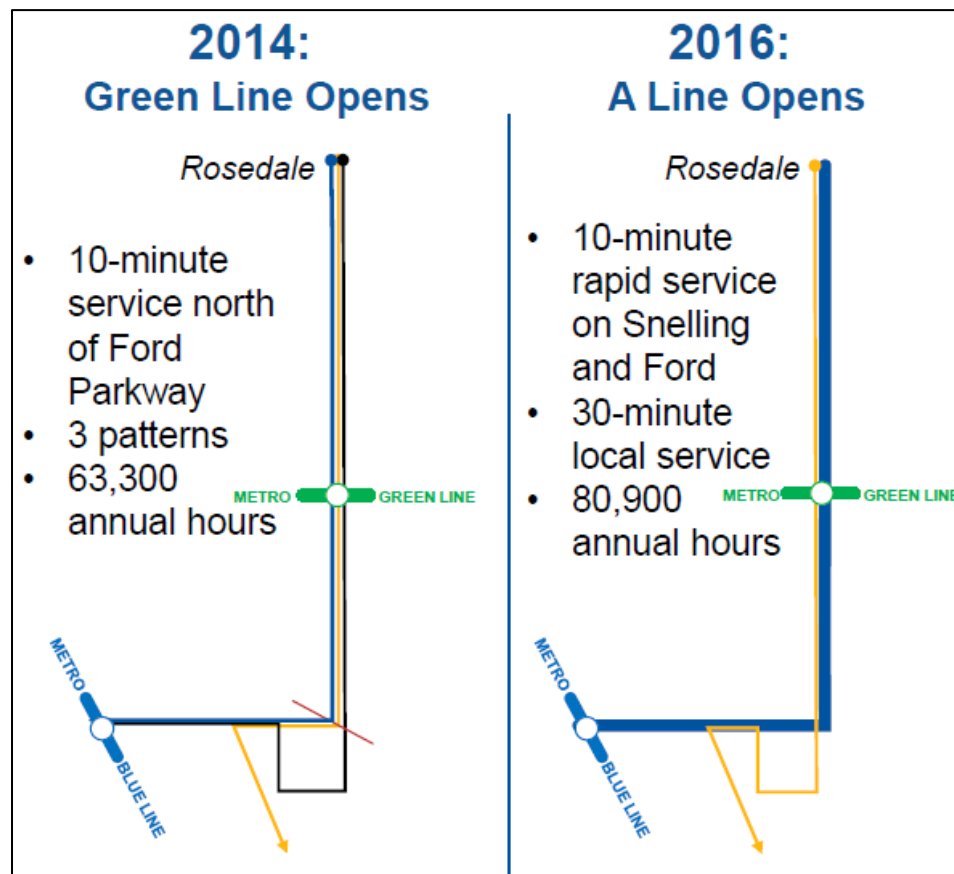 2014:
Green Line Opens
Rosedale
• 10-minute
service north
of Ford
Parkway
• 3 patterns
• 63,300
annual hours
METRO GREEN LINE
METRO
BLUE LINE
2016:
A Line Opens
Rosedale
• 10-minute
rapid service
on Snelling
and Ford
• 30-minute
local service
• 80,900
annual hours
METRO GREEN LINE
METRO
BLUE LINE